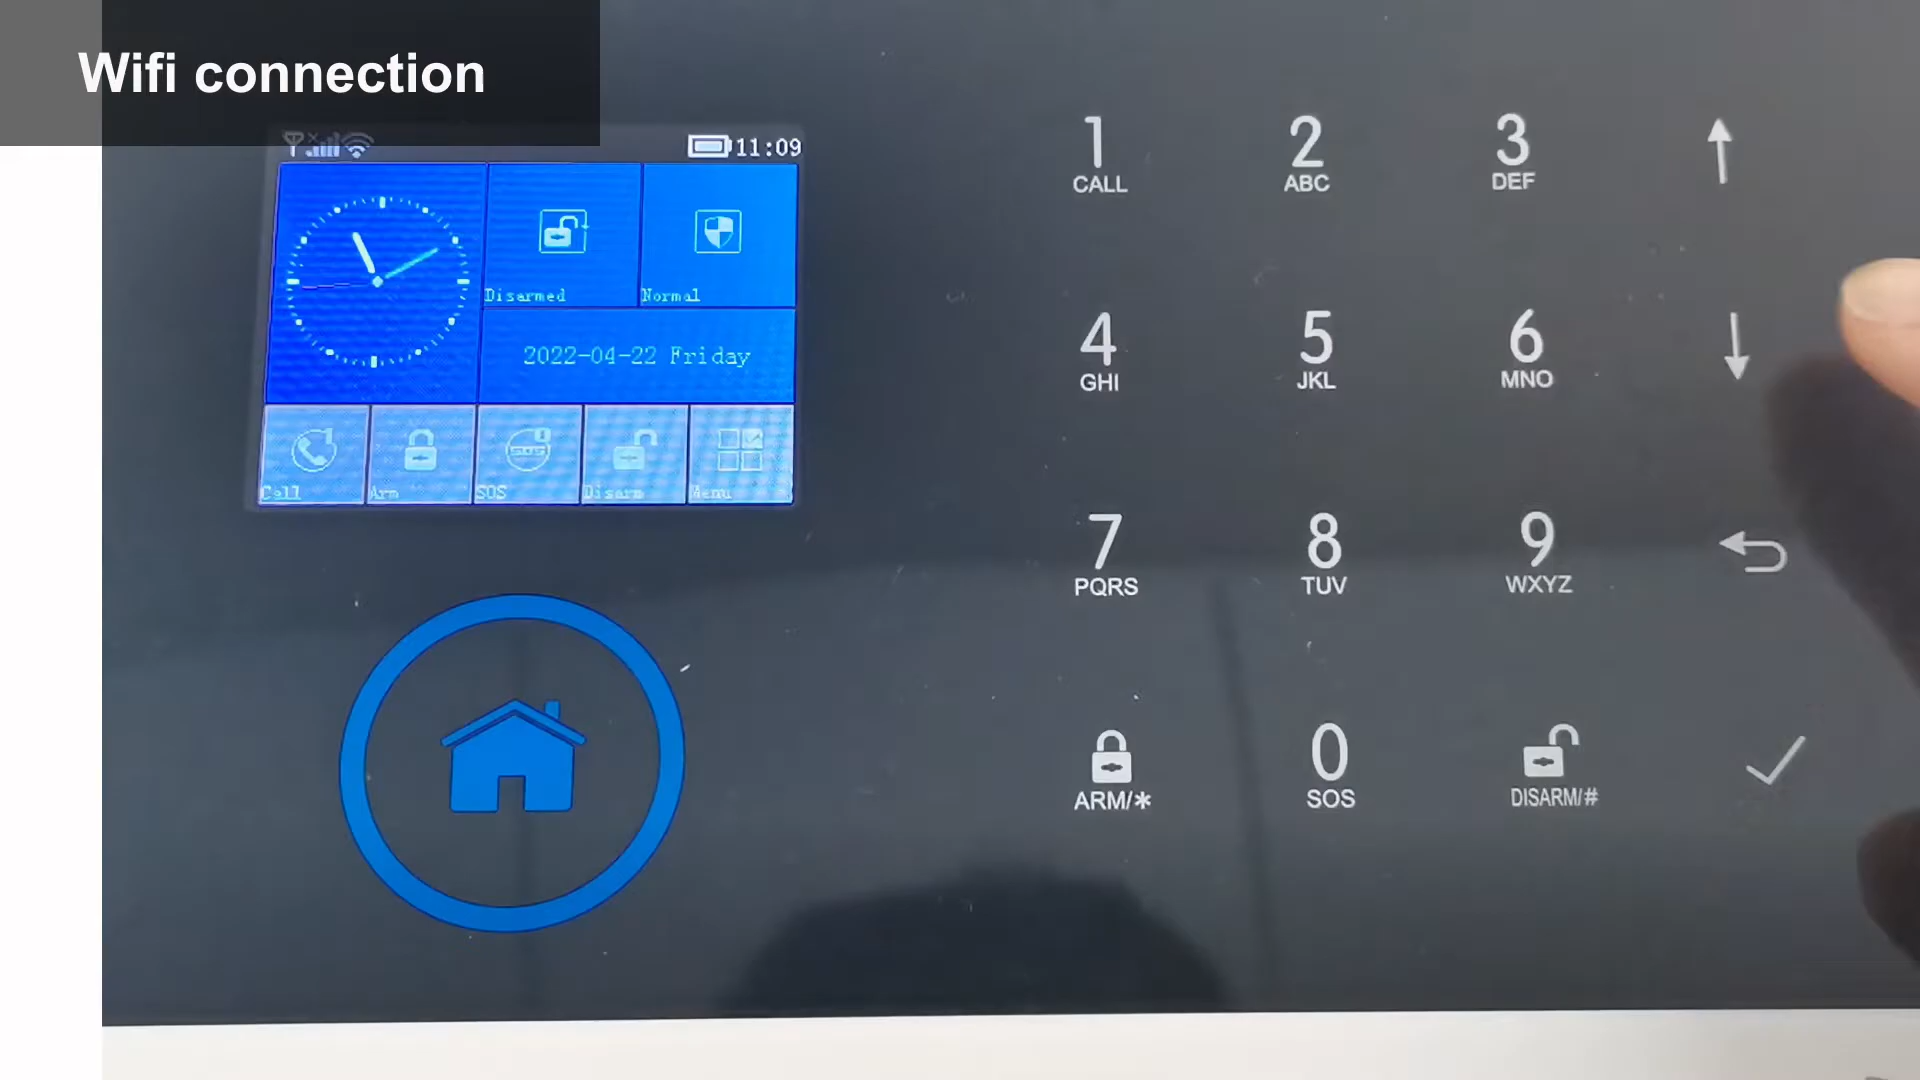 Wifi connection
11:09
Disarmed
Normal
2022-04-22 Friday
Call
Arm
SOS
Disarm
Menu
1
CALL
2
ABC
3
DEF
4
GHI
5
JKL
6
MNO
7
PQRS
8
TUV
9
WXYZ
ARM/*
0
SOS
DISARM/#